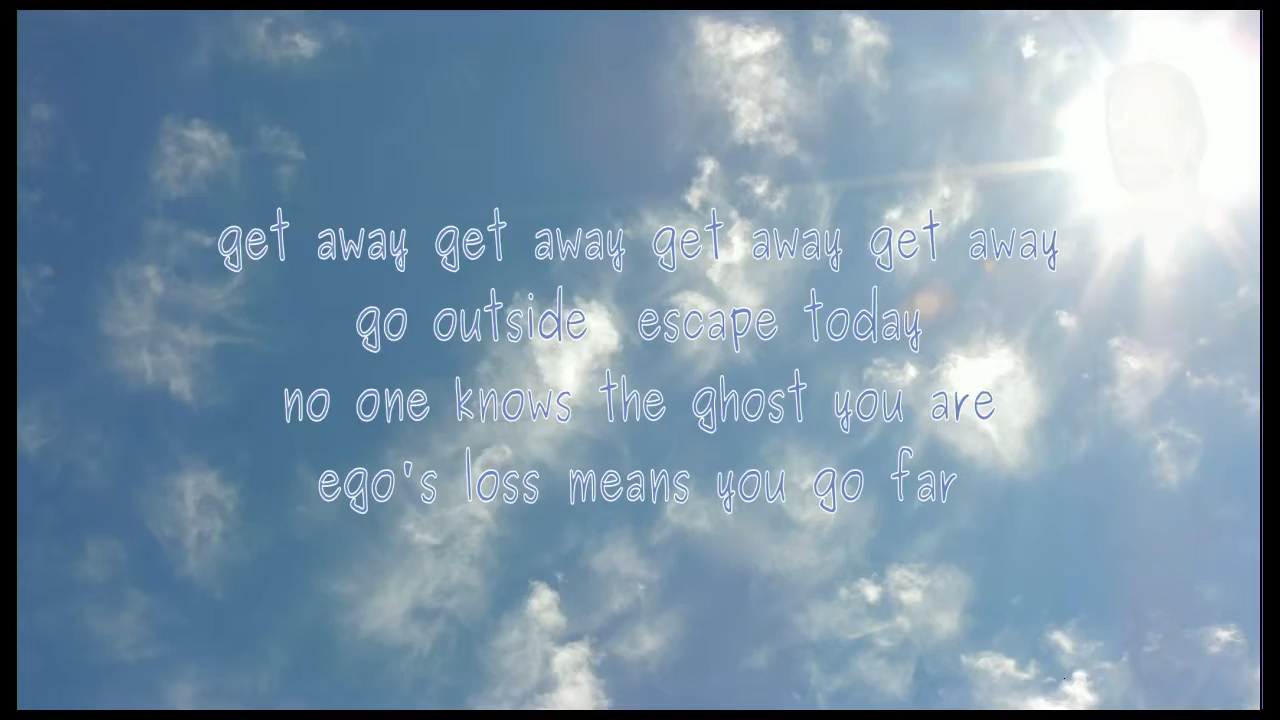 get away get away get away get away
go outside escape today
no one knows the ghost you are
ego's loss means you go far